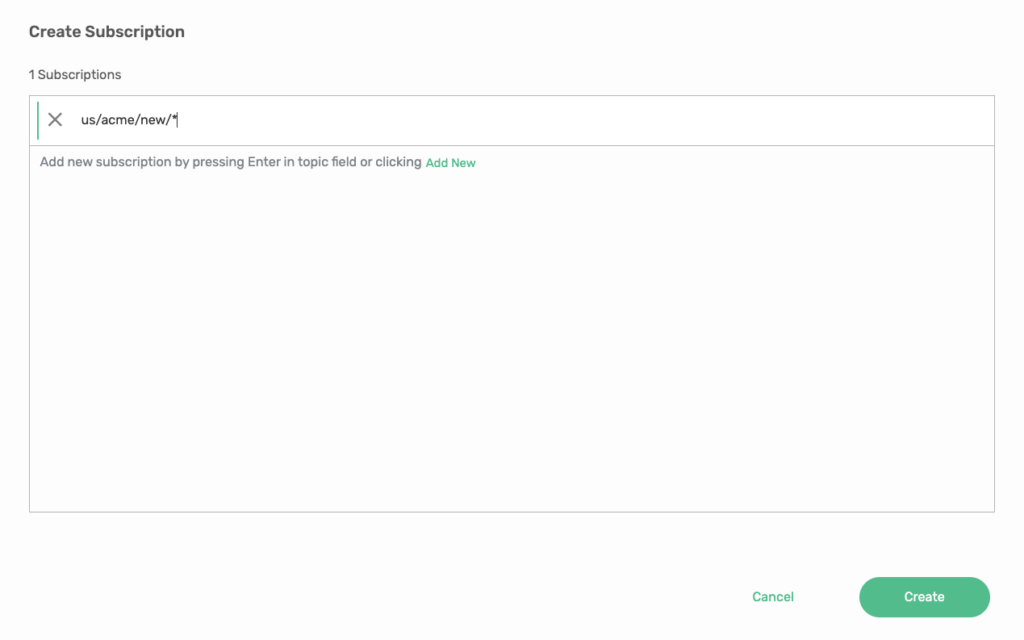 Create Subscription
1 Subscriptions
us/acme/new/*
Add new subscription by pressing Enter in topic field or clicking Add New
Cancel
Create